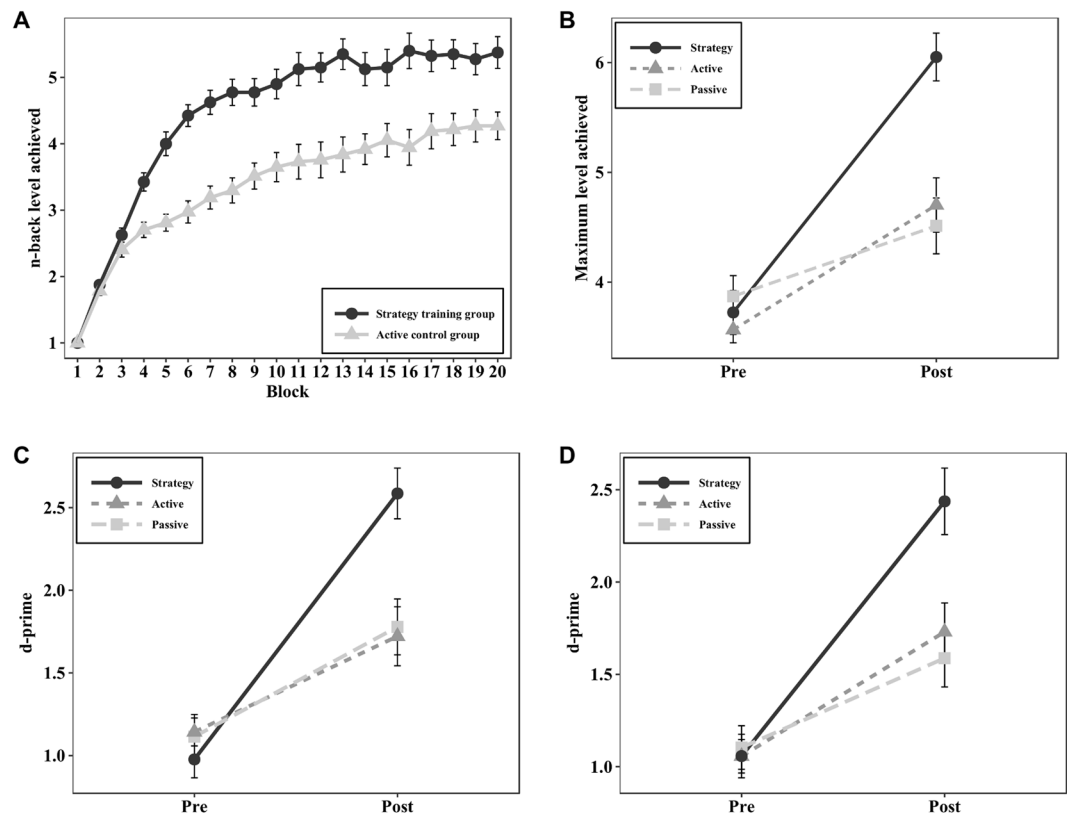 A
n-back level achieved
5
4
3
2
1
1 2 3 4 5 6 7 8 9 10 11 12 13 14 15 16 17 18 19 20
Block
Strategy training group
Active control group
B
Maximum level achieved
6
5
4
Pre Post
Strategy
Active
Passive
C
d-prime
2.5
2.0
1.5
1.0
Pre Post
Strategy
Active
Passive
D
d-prime
2.5
2.0
1.5
1.0
Pre Post
Strategy
Active
Passive